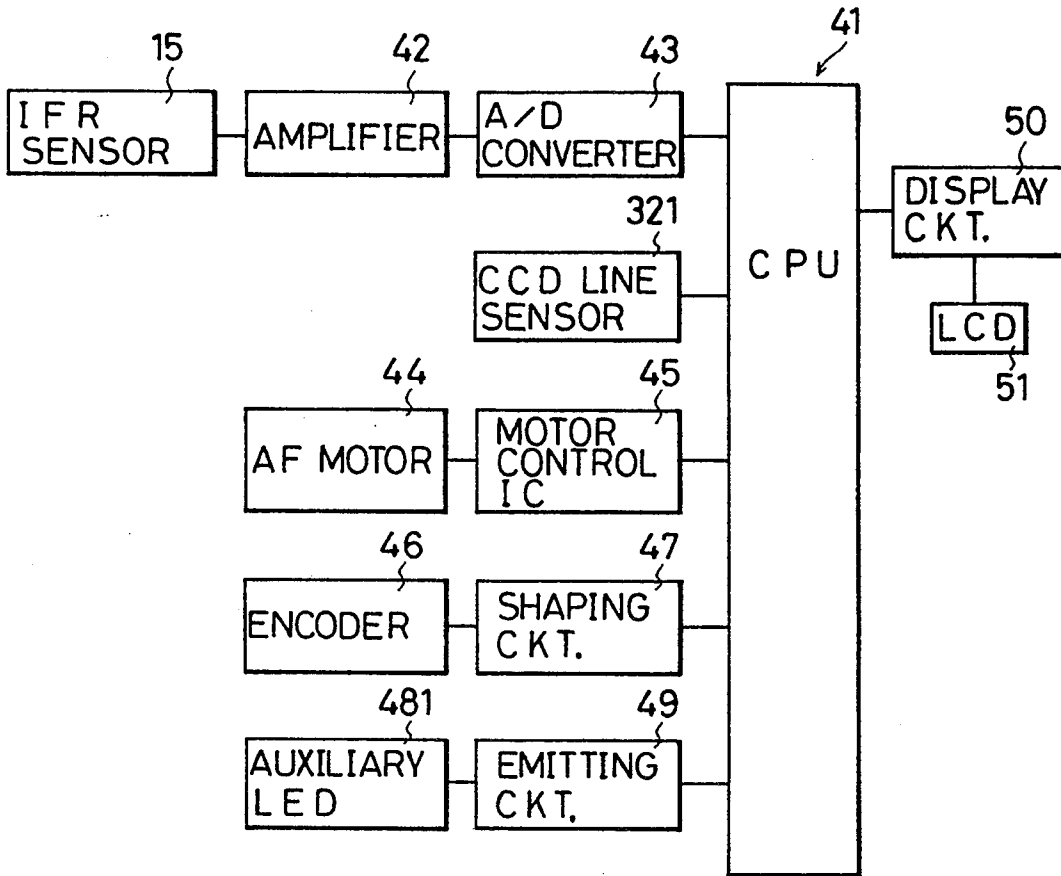 41
15
42
43
IFR
SENSOR
AMPLIFIER
A/D
CONVERTER
50
DISPLAY
CKT.
321
CCD LINE
SENSOR
CPU
LCD
51
44
45
AF MOTOR
MOTOR
CONTROL
IC
46
47
ENCODER
SHAPING
CKT.
481
49
AUXILIARY
LED
EMITTING
CKT.